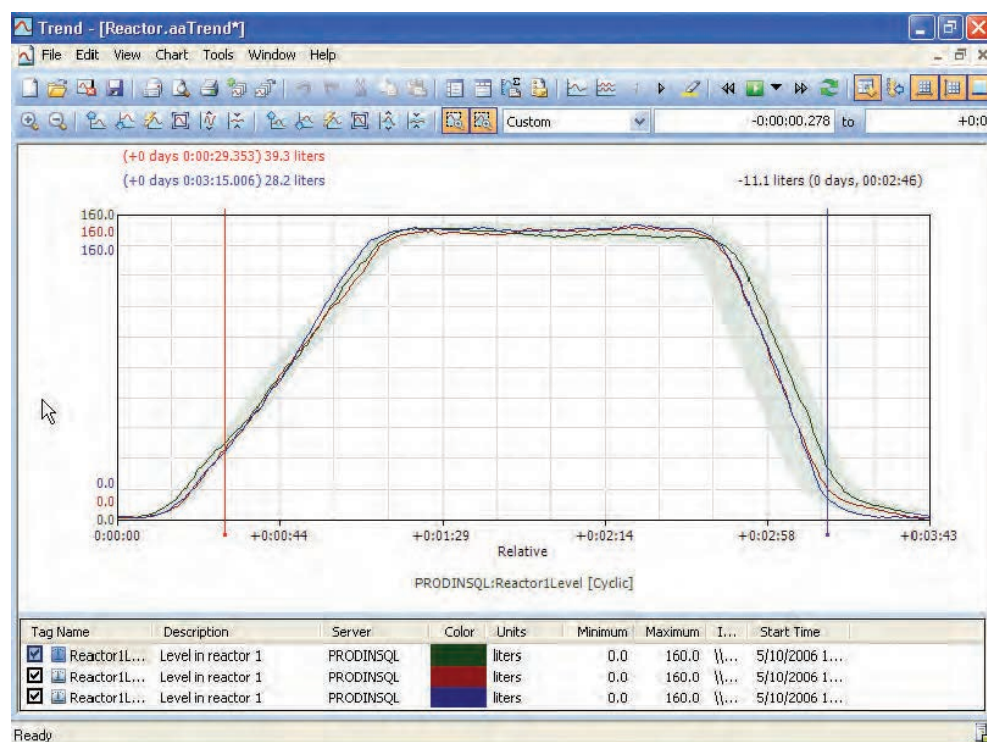 Trend - [Reactor.aaTrend*]
File Edit View Chart Tools Window Help
Custom -0:00:00.278 to +0:0
(+0 days 0:00:29.353) 39.3 liters
(+0 days 0:03:15.006) 28.2 liters -11.1 liters (0 days, 00:02:46)
160.0
160.0
160.0
0.0
0.0
0.0
0:00:00 +0:00:44 +0:01:29 +0:02:14 +0:02:58 +0:03:43
Relative
PRODINSQL:Reactor1Level [Cyclic]
Tag Name Description Server Color Units Minimum Maximum I... Start Time
Reactor1L... Level in reactor 1 PRODINSQL liters 0.0 160.0 \\... 5/10/2006 1...
Reactor1L... Level in reactor 1 PRODINSQL liters 0.0 160.0 \\... 5/10/2006 1...
Reactor1L... Level in reactor 1 PRODINSQL liters 0.0 160.0 \\... 5/10/2006 1...
Ready